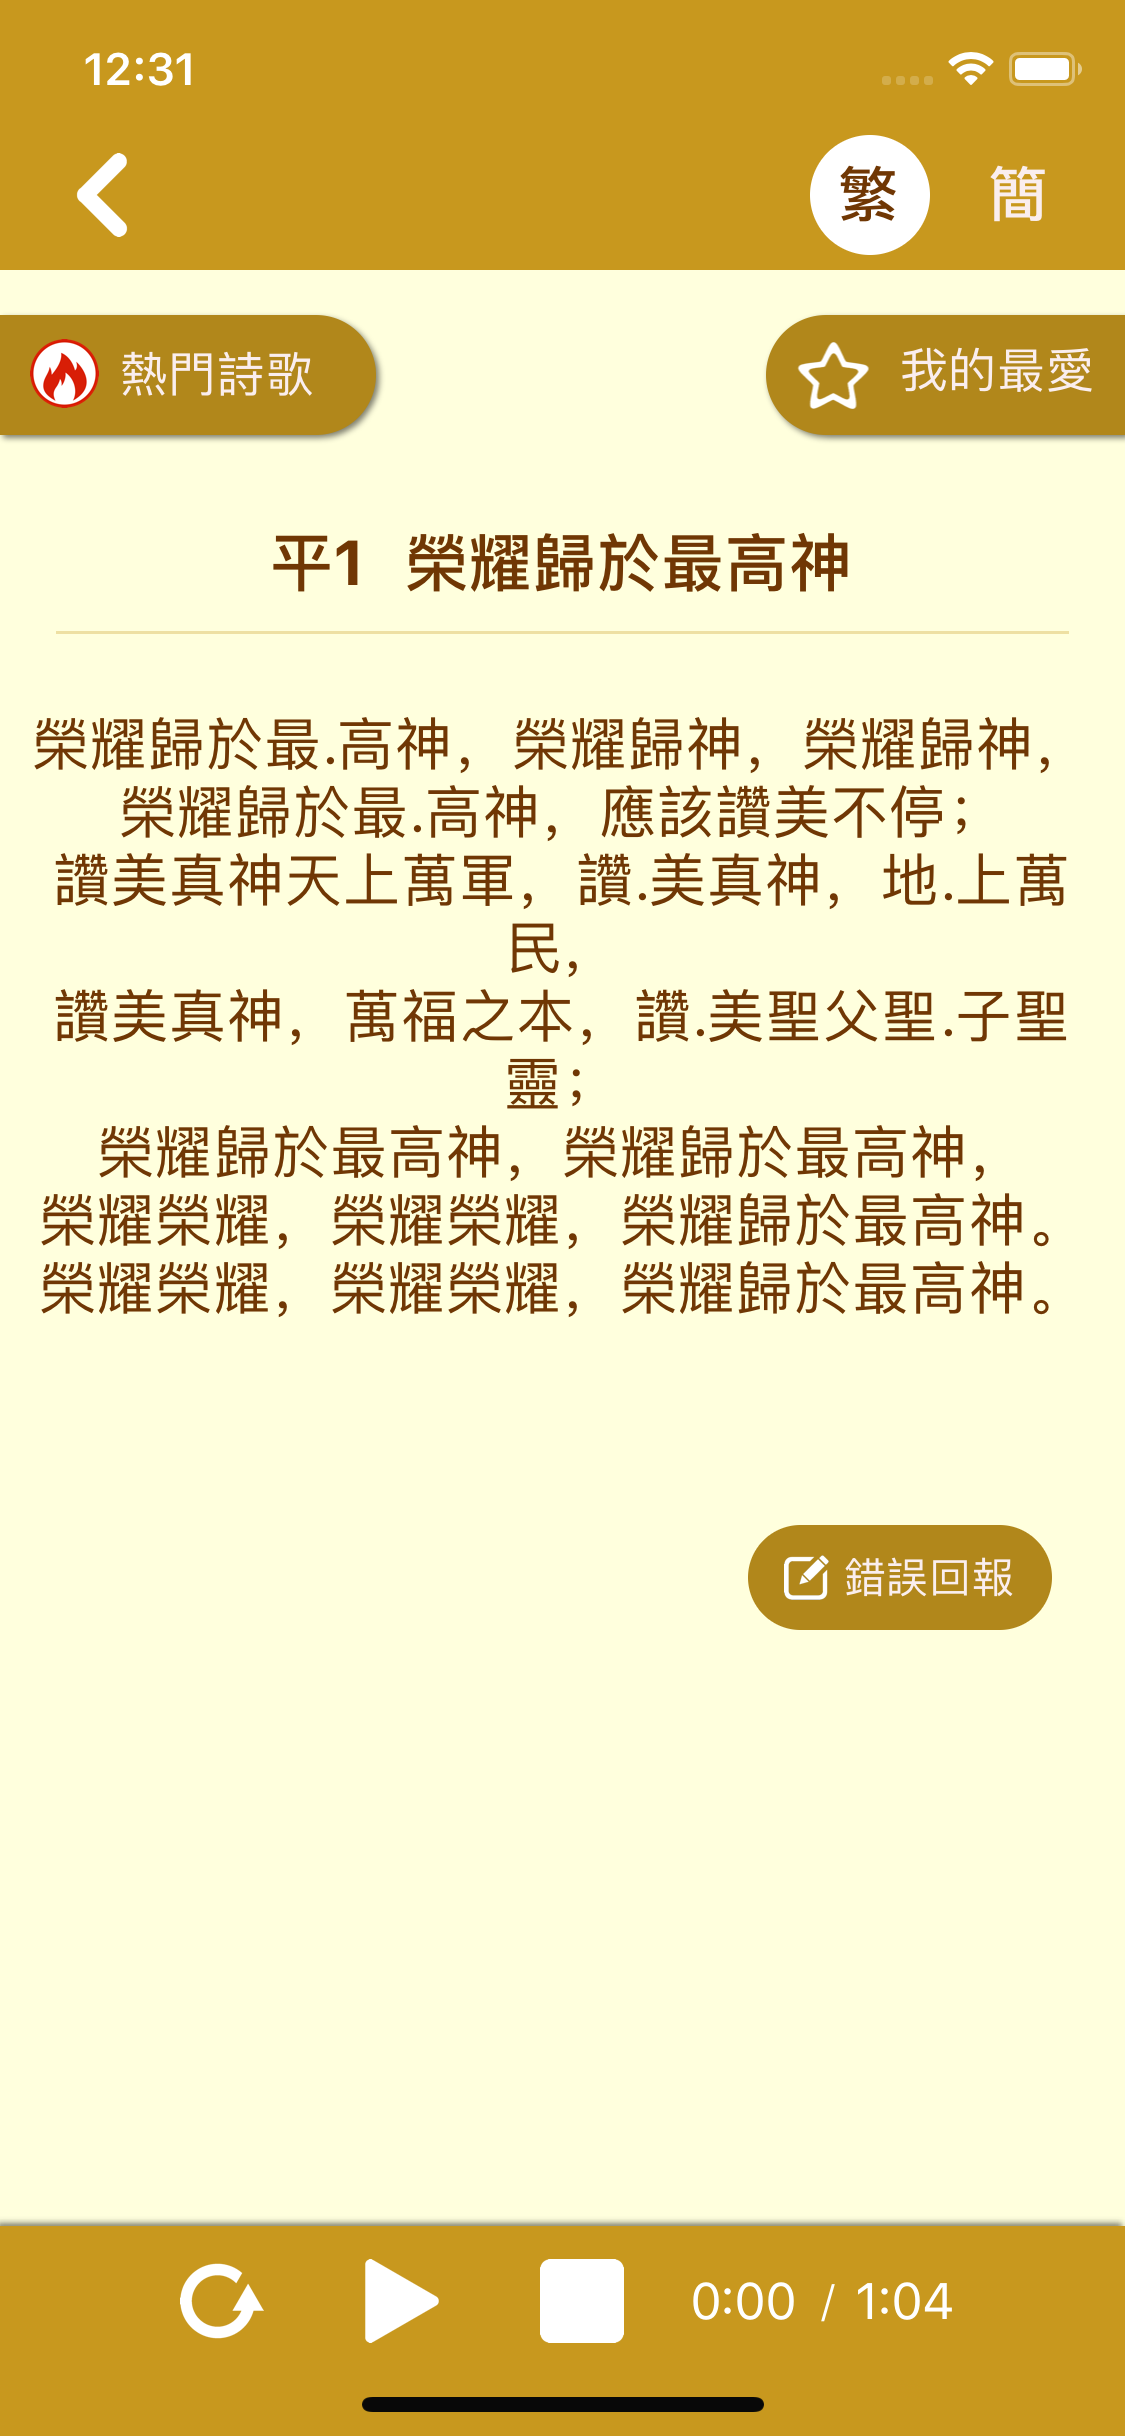 12:31
繁 簡
熱門詩歌 我的最愛
平1 榮耀歸於最高神
榮耀歸於最.高神，榮耀歸神，榮耀歸神，
榮耀歸於最.高神，應該讚美不停；
讚美真神天上萬軍，讚.美真神，地.上萬
民，
讚美真神，萬福之本，讚.美聖父聖.子聖
靈；
榮耀歸於最高神，榮耀歸於最高神，
榮耀榮耀，榮耀榮耀，榮耀歸於最高神。
榮耀榮耀，榮耀榮耀，榮耀歸於最高神。
錯誤回報
0:00 / 1:04